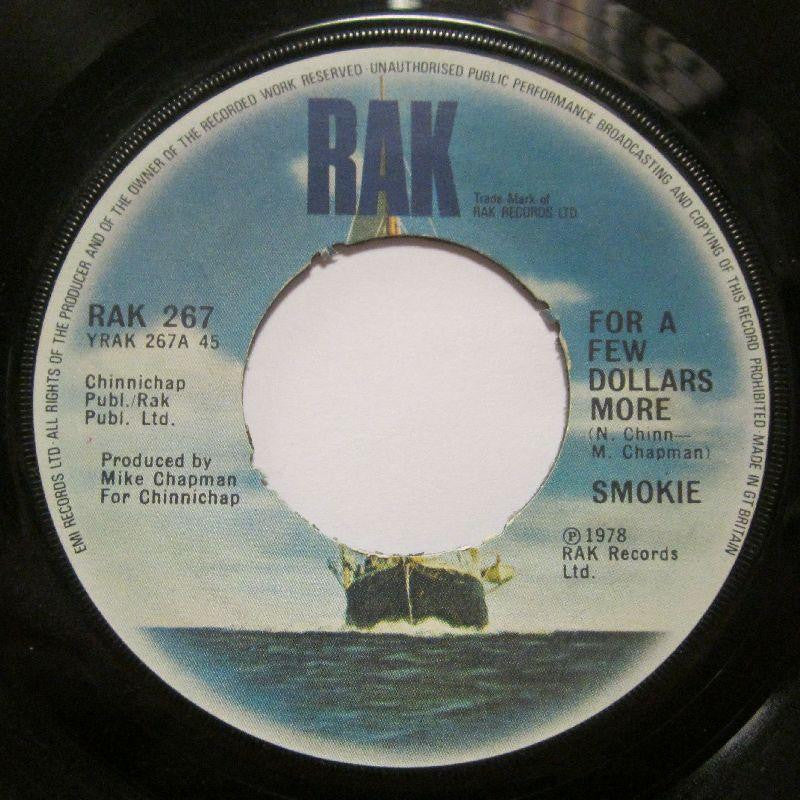 EMI RECORDS LTD · ALL RIGHTS OF THE PRODUCER AND OF THE OWNER OF THE RECORDED WORK RESERVED · UNAUTHORISED PUBLIC PERFORMANCE BROADCASTING AND COPYING OF THIS RECORD PROHIBITED · MADE IN GT BRITAIN
RAK
Trade Mark of
RAK RECORDS LTD
RAK 267
YRAK 267A 45
Chinnichap
Publ./Rak
Publ. Ltd.
Produced by
Mike Chapman
For Chinnichap
FOR A
FEW
DOLLARS
MORE
(N. Chinn—
M. Chapman)
SMOKIE
Ⓟ 1978
RAK Records
Ltd.